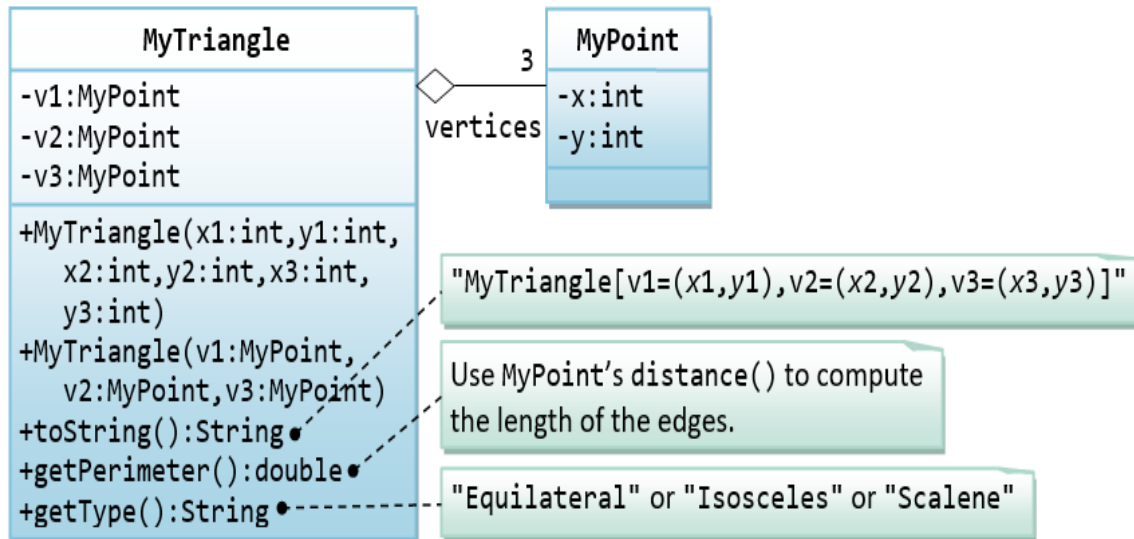 MyTriangle
-v1:MyPoint
-v2:MyPoint
-v3:MyPoint
+MyTriangle(x1:int,y1:int,
x2:int,y2:int,x3:int,
y3:int)
+MyTriangle(v1:MyPoint,
v2:MyPoint,v3:MyPoint)
+toString():String
+getPerimeter():double
+getType():String
3
vertices
MyPoint
-x:int
-y:int
"MyTriangle[v1=(x1,y1),v2=(x2,y2),v3=(x3,y3)]"
Use MyPoint's distance() to compute
the length of the edges.
"Equilateral" or "Isosceles" or "Scalene"